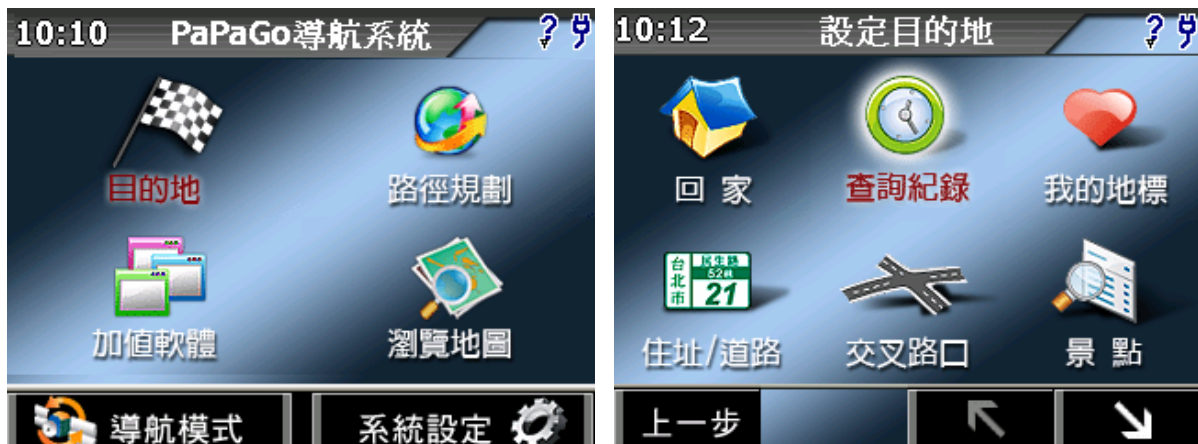 10:10 PaPaGo導航系統 ?
目的地 路徑規劃
加值軟體 瀏覽地圖
導航模式 系統設定
10:12 設定目的地 ?
回 家 查詢紀錄 我的地標
台北市 民生路
52巷
21
住址/道路 交叉路口 景 點
上一步